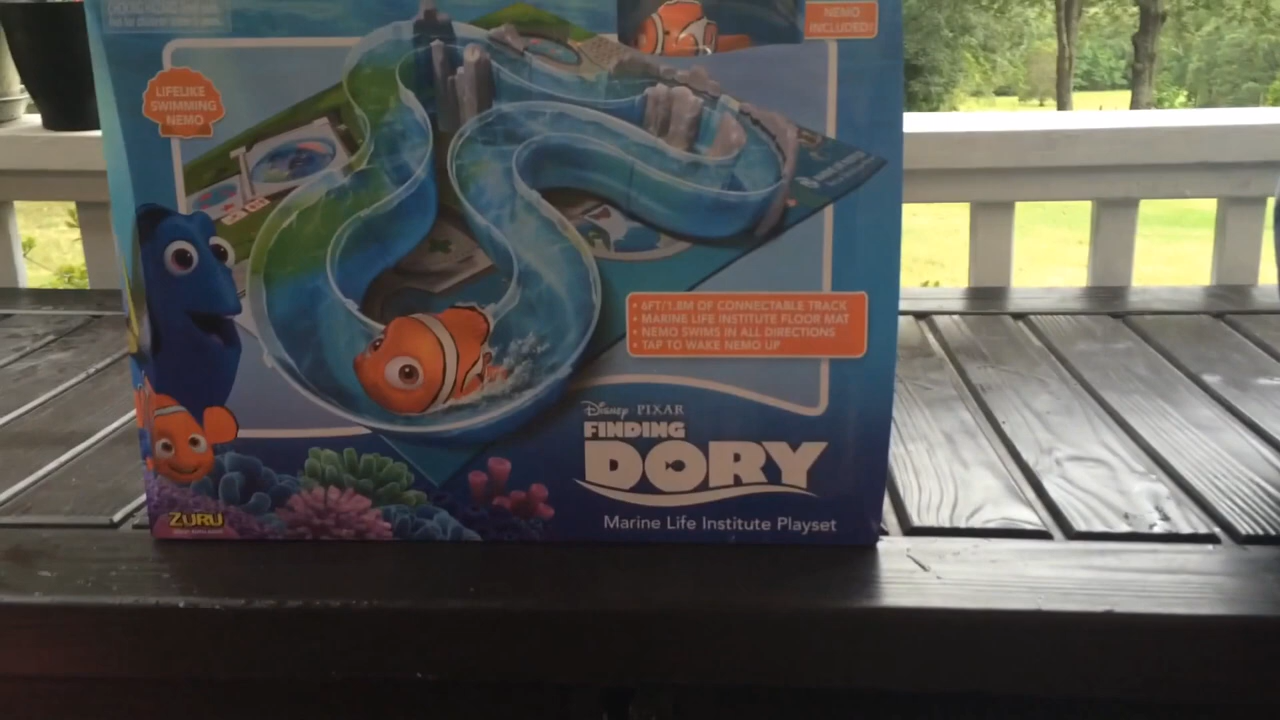 NEMO
INCLUDED!
LIFELIKE
SWIMMING
NEMO
• 6FT/1.8M OF CONNECTABLE TRACK
• MARINE LIFE INSTITUTE FLOOR MAT
• NEMO SWIMS IN ALL DIRECTIONS
• TAP TO WAKE NEMO UP
Disney • PIXAR
FINDING
DORY
Marine Life Institute Playset
ZURU